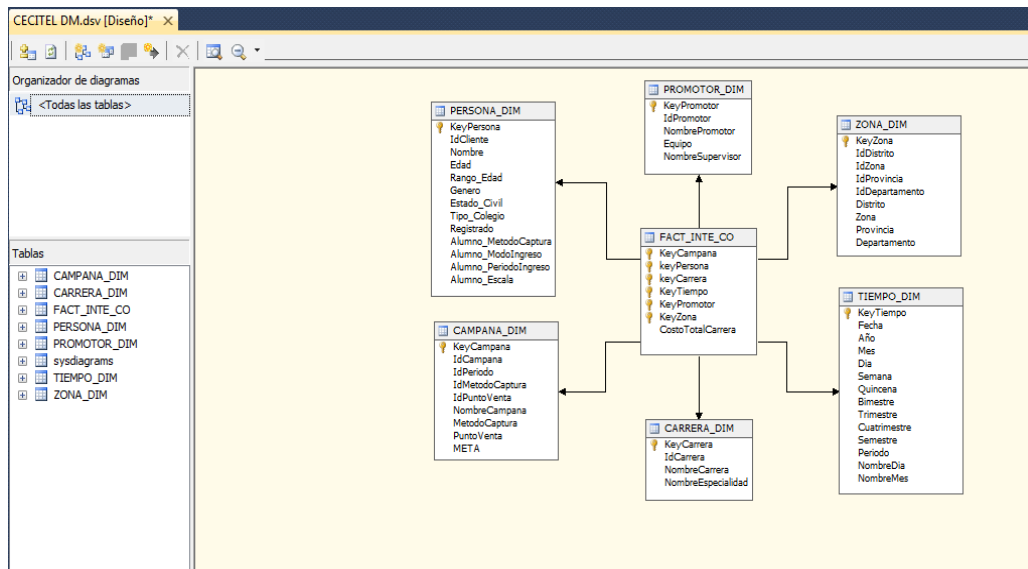 CECITEL DM.dsv [Diseño]*
Organizador de diagramas
<Todas las tablas>
Tablas
CAMPANA_DIM
CARRERA_DIM
FACT_INTE_CO
PERSONA_DIM
PROMOTOR_DIM
sysdiagrams
TIEMPO_DIM
ZONA_DIM
PERSONA_DIM
KeyPersona
IdCliente
Nombre
Edad
Rango_Edad
Genero
Estado_Civil
Tipo_Colegio
Registrado
Alumno_MetodoCaptura
Alumno_ModoIngreso
Alumno_PeriodoIngreso
Alumno_Escala
PROMOTOR_DIM
KeyPromotor
IdPromotor
NombrePromotor
Equipo
NombreSupervisor
ZONA_DIM
KeyZona
IdDistrito
IdZona
IdProvincia
IdDepartamento
Distrito
Zona
Provincia
Departamento
FACT_INTE_CO
KeyCampana
keyPersona
keyCarrera
KeyTiempo
KeyPromotor
KeyZona
CostoTotalCarrera
CAMPANA_DIM
KeyCampana
IdCampana
IdPeriodo
IdMetodoCaptura
IdPuntoVenta
NombreCampana
MetodoCaptura
PuntoVenta
META
CARRERA_DIM
KeyCarrera
IdCarrera
NombreCarrera
NombreEspecialidad
TIEMPO_DIM
KeyTiempo
Fecha
Año
Mes
Dia
Semana
Quincena
Bimestre
Trimestre
Cuatrimestre
Semestre
Periodo
NombreDia
NombreMes